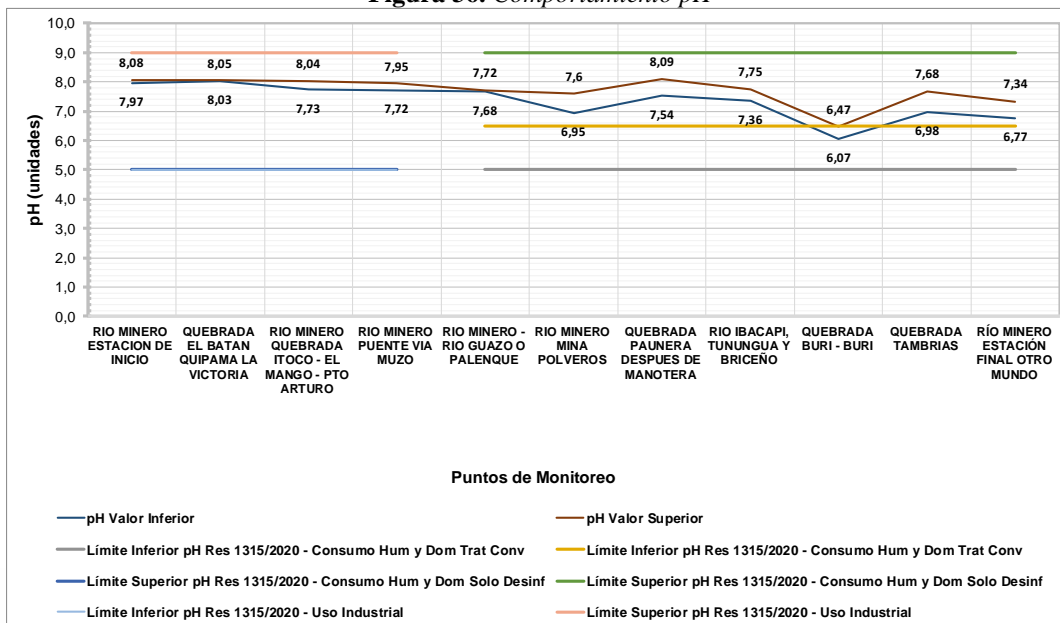 Figura 36. Comportamiento pH
10,0
9,0
8,0
7,0
6,0
5,0
4,0
3,0
2,0
1,0
0,0
pH (unidades)
8,08
8,05
8,04
7,95
7,72
7,6
8,09
7,75
6,47
7,68
7,34
7,97
8,03
7,73
7,72
7,68
6,95
7,54
7,36
6,07
6,98
6,77
RIO MINERO
ESTACION DE
INICIO
QUEBRADA
EL BATAN
QUIPAMA LA
VICTORIA
RIO MINERO
QUEBRADA
ITOCO - EL
MANGO - PTO
ARTURO
RIO MINERO
PUENTE VIA
MUZO
RIO MINERO -
RIO GUAZO O
PALENQUE
RIO MINERO
MINA
POLVEROS
QUEBRADA
PAUNERA
DESPUES DE
MANOTERA
RIO IBACAPI,
TUNUNGUA Y
BRICEÑO
QUEBRADA
BURI - BURI
QUEBRADA
TAMBRIAS
RÍO MINERO
ESTACIÓN
FINAL OTRO
MUNDO
Puntos de Monitoreo
pH Valor Inferior
pH Valor Superior
Límite Inferior pH Res 1315/2020 - Consumo Hum y Dom Trat Conv
Límite Inferior pH Res 1315/2020 - Consumo Hum y Dom Trat Conv
Límite Superior pH Res 1315/2020 - Consumo Hum y Dom Solo Desinf
Límite Superior pH Res 1315/2020 - Consumo Hum y Dom Solo Desinf
Límite Inferior pH Res 1315/2020 - Uso Industrial
Límite Superior pH Res 1315/2020 - Uso Industrial